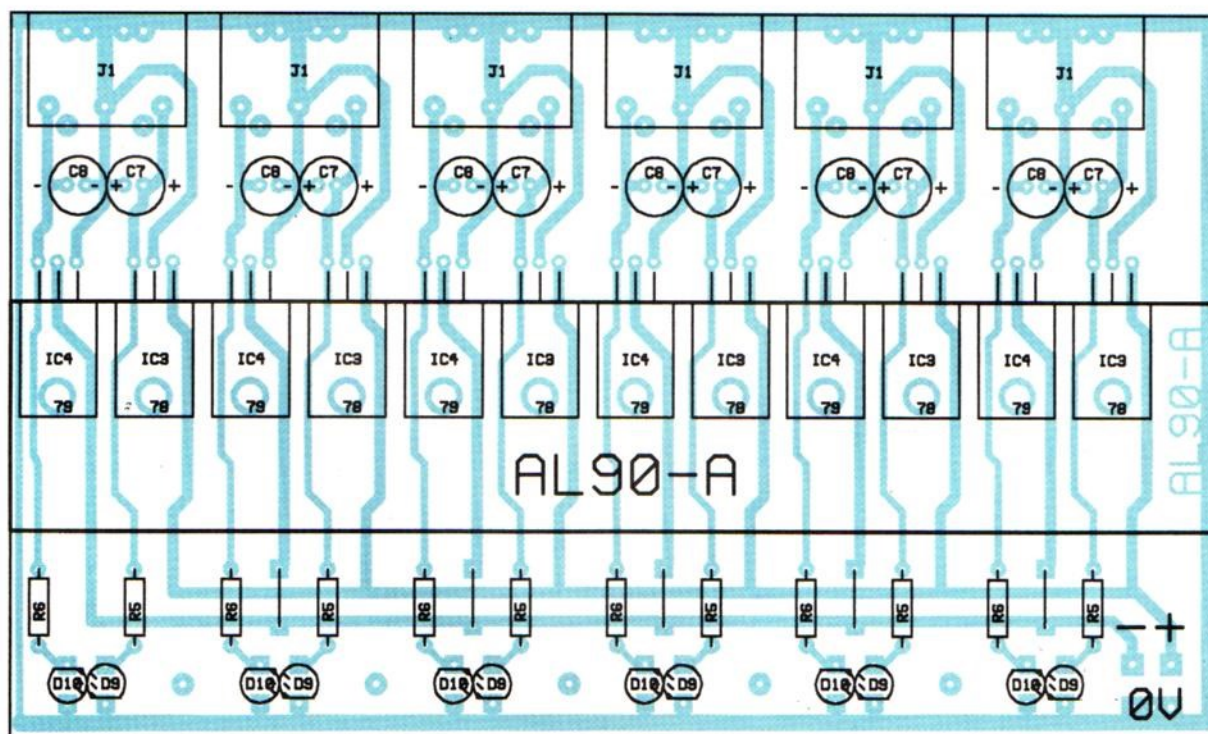 J1 J1 J1 J1 J1 J1
C8 C7 C8 C7 C8 C7 C8 C7 C8 C7 C8 C7
- - + + - - + + - - + + - - + + - - + + - - + +
IC4 IC3 IC4 IC3 IC4 IC3 IC4 IC3 IC4 IC3 IC4 IC3
79 78 79 78 79 78 79 78 79 78 79 78
AL90-A
AL90-A
R6 R5 R6 R5 R6 R5 R6 R5 R6 R5 R6 R5
- +
D10 D9 D10 D9 D10 D9 D10 D9 D10 D9 D10 D9
0V